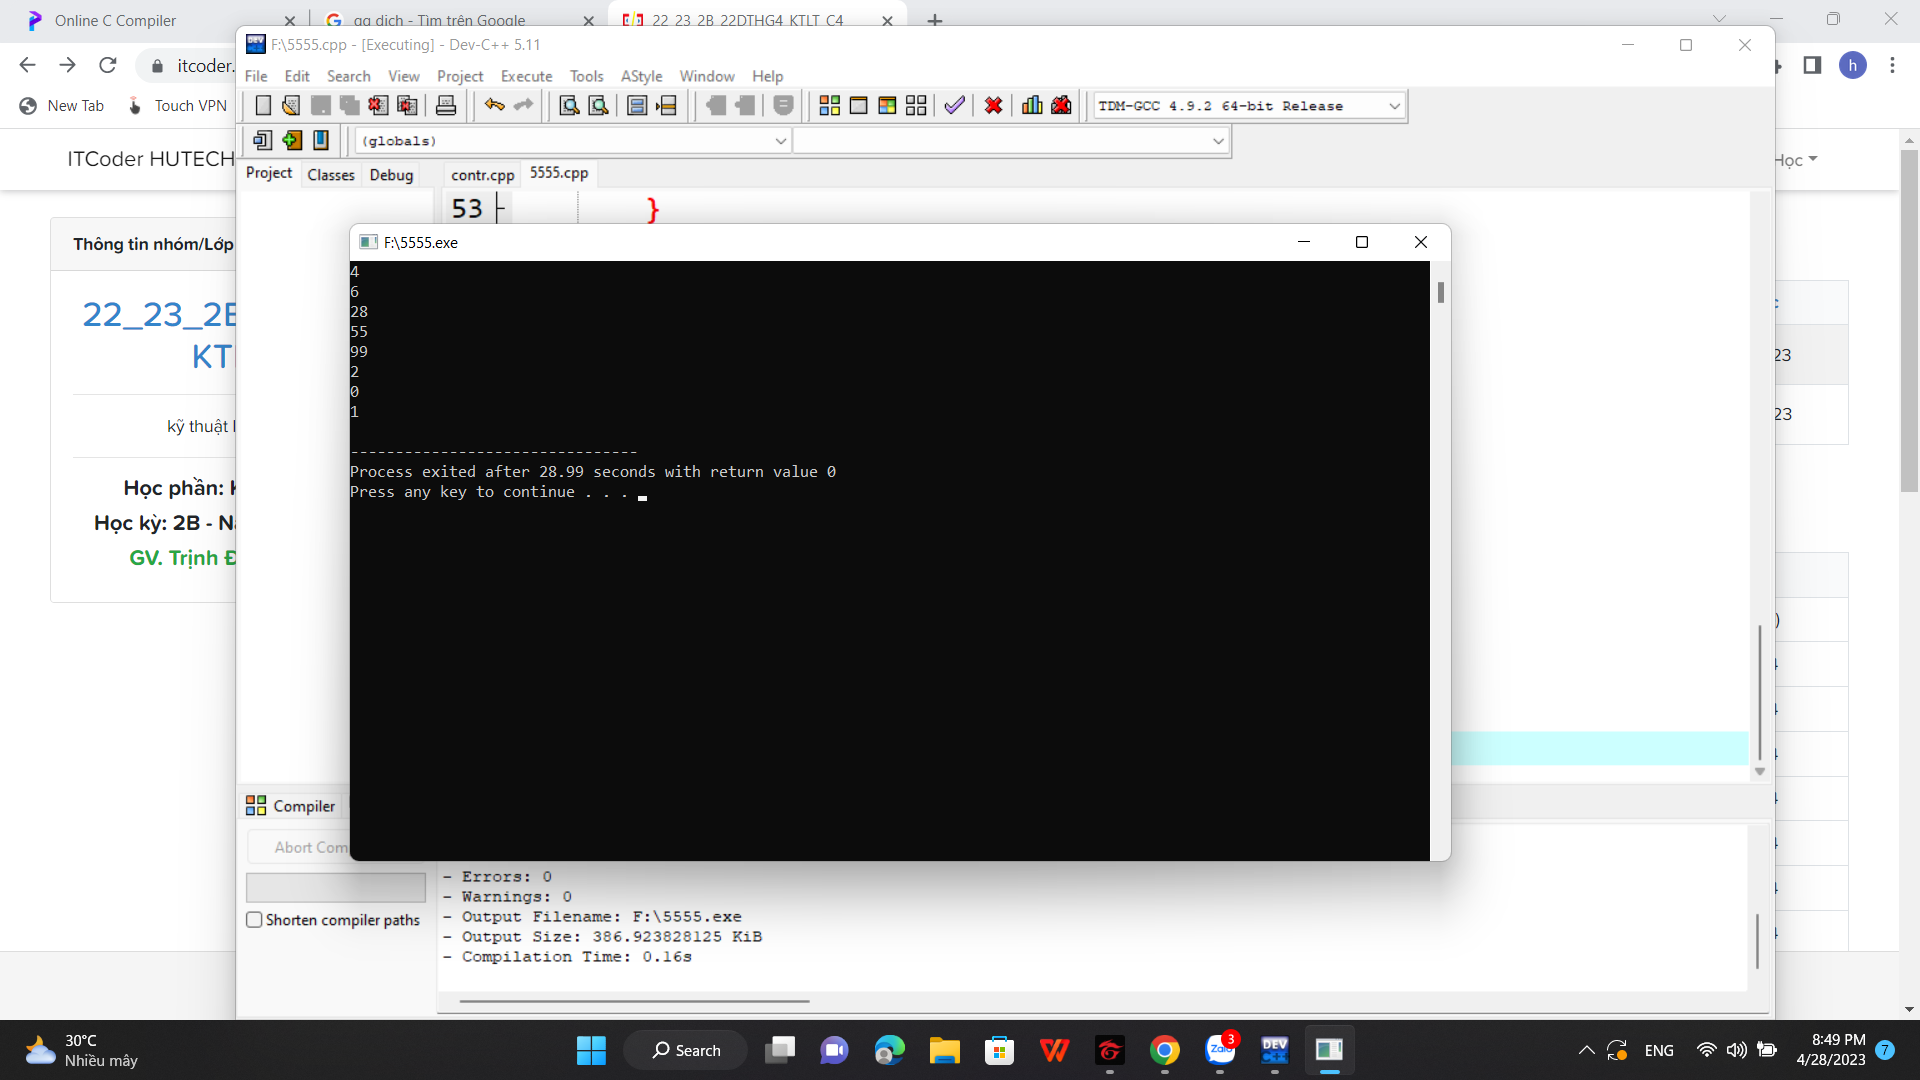 Online C Compiler
gg dịch - Tìm trên Google
22_23_2B_22DTHG4_KTLT_C4
F:\5555.cpp - [Executing] - Dev-C++ 5.11
itcoder.
h
File Edit Search View Project Execute Tools AStyle Window Help
New Tab
Touch VPN
TDM-GCC 4.9.2 64-bit Release
(globals)
ITCoder HUTECH
Học
Project Classes Debug
contr.cpp 5555.cpp
53 }
F:\5555.exe
Thông tin nhóm/Lớp
22_23_2B
KT
kỹ thuật
Học phần:
Học kỳ: 2B -
GV. Trịnh
4
6
28
55
99
2
0
1
--------------------------------
Process exited after 28.99 seconds with return value 0
Press any key to continue . . .
23
23
)
Compiler
Abort Com
Shorten compiler paths
- Errors: 0
- Warnings: 0
- Output Filename: F:\5555.exe
- Output Size: 386.923828125 KiB
- Compilation Time: 0.16s
30°C
Nhiều mây
Search
Zalo
3
DEV C++
ENG
8:49 PM
4/28/2023
7